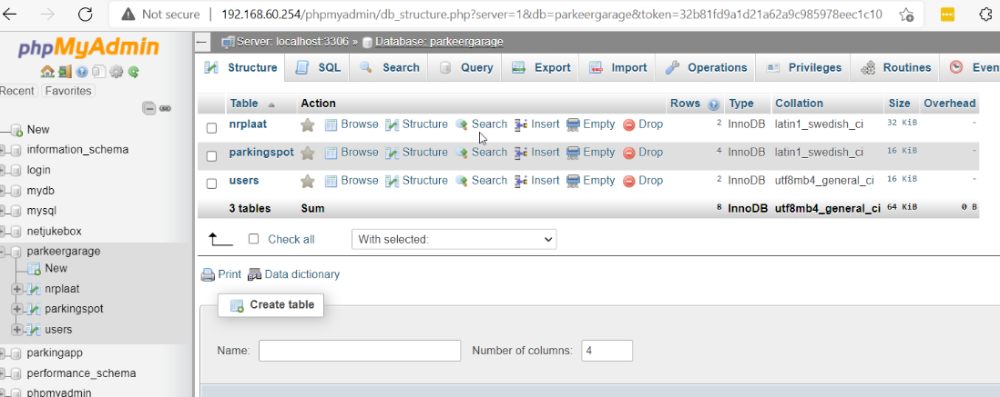 Not secure | 192.168.60.254/phpmyadmin/db_structure.php?server=1&db=parkeergarage&token=32b81fd9a1d21a62a9c985978eec1c10
phpMyAdmin
Recent Favorites
New
information_schema
login
mydb
mysql
netjukebox
parkeergarage
New
nrplaat
parkingspot
users
parkingapp
performance_schema
phpmyadmin
Server: localhost:3306 » Database: parkeergarage
Structure SQL Search Query Export Import Operations Privileges Routines Even
Table Action Rows Type Collation Size Overhead
nrplaat Browse Structure Search Insert Empty Drop 2 InnoDB latin1_swedish_ci 32 KiB -
parkingspot Browse Structure Search Insert Empty Drop 4 InnoDB latin1_swedish_ci 16 KiB -
users Browse Structure Search Insert Empty Drop 2 InnoDB utf8mb4_general_ci 16 KiB -
3 tables Sum 8 InnoDB utf8mb4_general_ci 64 KiB 0 B
Check all With selected:
Print Data dictionary
Create table
Name: Number of columns: 4